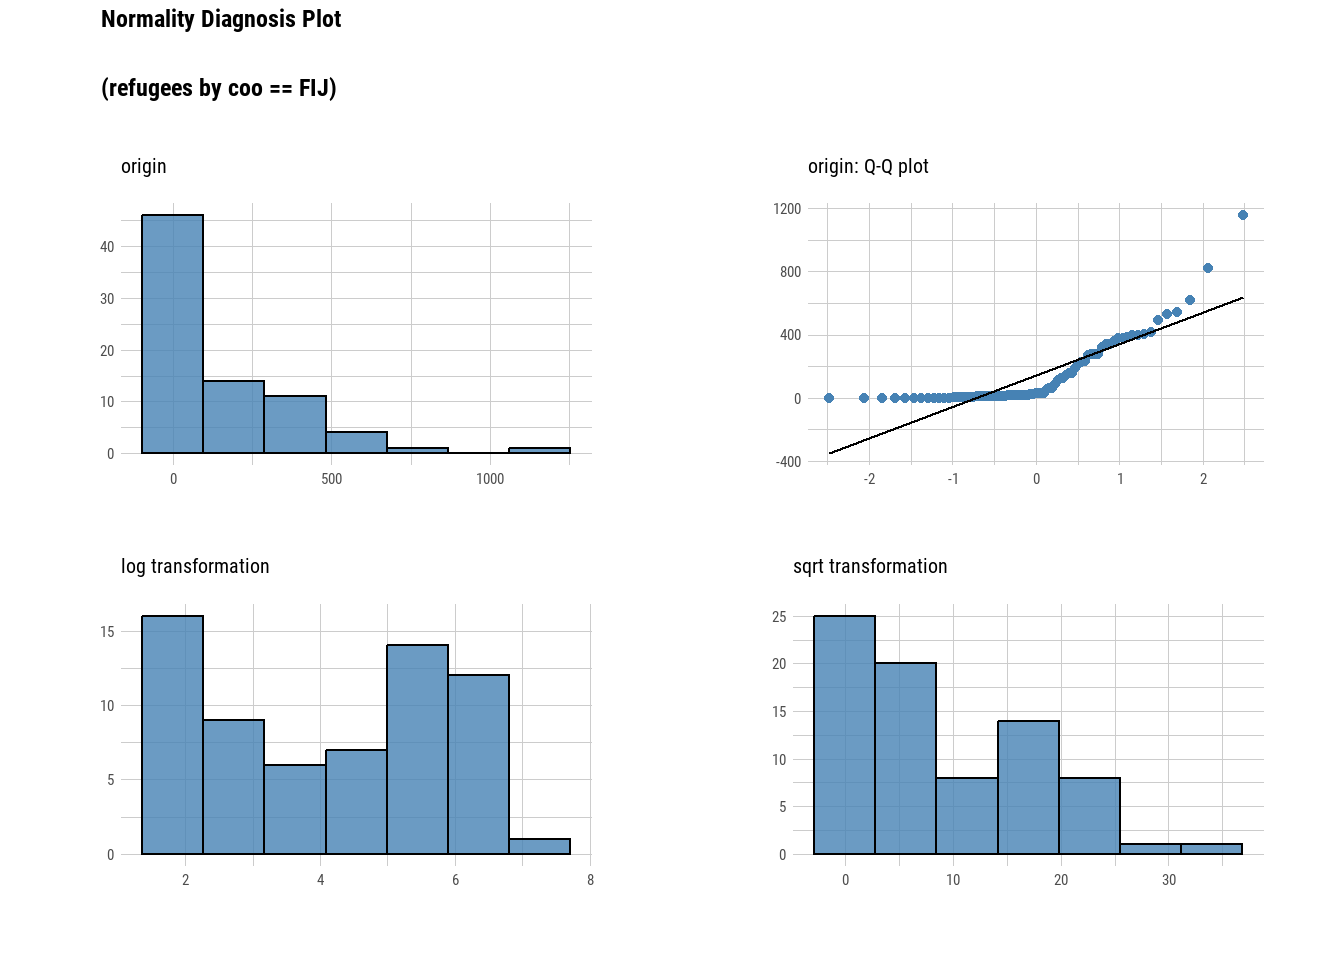 Normality Diagnosis Plot
(refugees by coo == FIJ)
origin
40
30
20
10
0
0 500 1000
origin: Q-Q plot
1200
800
400
0
-400
-2 -1 0 1 2
log transformation
15
10
5
0
2 4 6 8
sqrt transformation
25
20
15
10
5
0
0 10 20 30